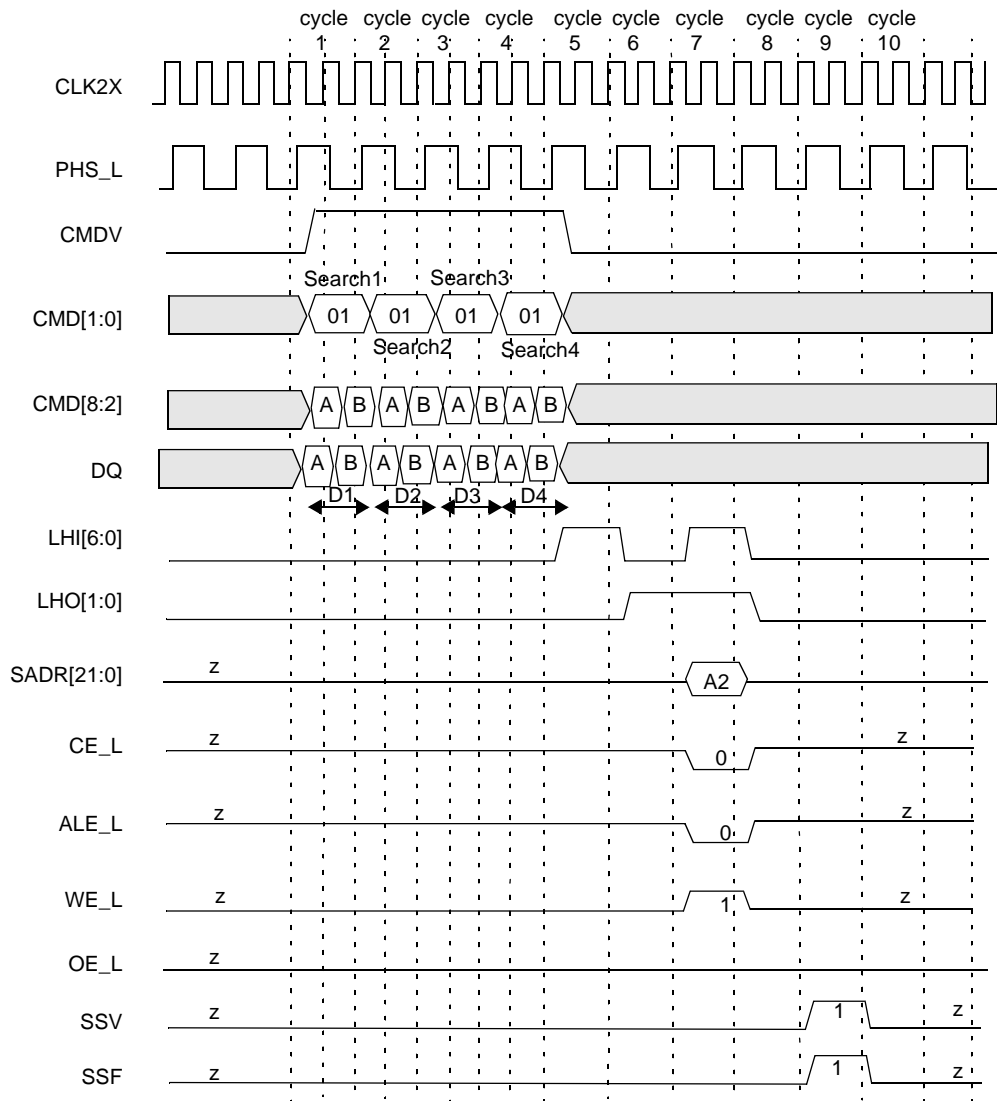 cycle cycle cycle cycle cycle cycle cycle cycle cycle cycle
1 2 3 4 5 6 7 8 9 10
CLK2X
PHS_L
CMDV
Search1 Search3
CMD[1:0] 01 01 01 01
Search2 Search4
CMD[8:2] A B A B A B A B
DQ A B A B A B A B
D1 D2 D3 D4
LHI[6:0]
LHO[1:0]
SADR[21:0] z A2
CE_L z 0 z
ALE_L z 0 z
WE_L z 1 z
OE_L z
SSV z 1 z
SSF z 1 z